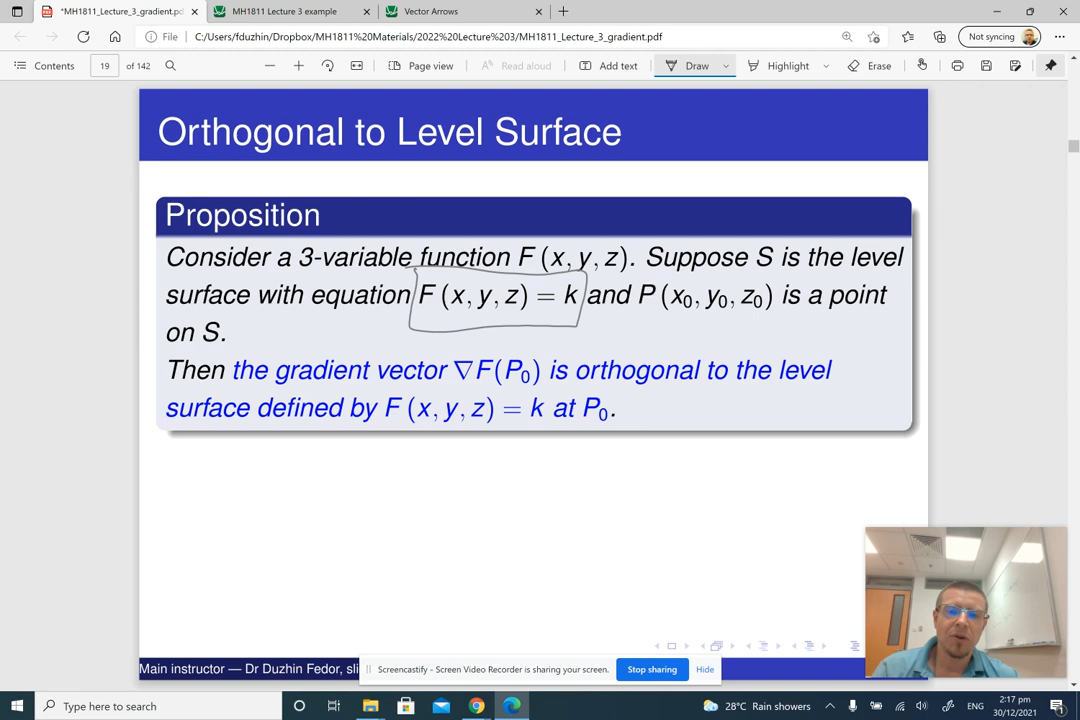 *MH1811_Lecture_3_gradient.pd
MH1811 Lecture 3 example
Vector Arrows
File
C:/Users/fduzhin/Dropbox/MH1811%20Materials/2022%20Lecture%203/MH1811_Lecture_3_gradient.pdf
Not syncing
Contents
19 of 142
Page view
Read aloud
Add text
Draw
Highlight
Erase
Orthogonal to Level Surface
Proposition
Consider a 3-variable function F (x, y, z). Suppose S is the level
surface with equation F (x, y, z) = k and P (x₀, y₀, z₀) is a point
on S.
Then the gradient vector ∇F(P₀) is orthogonal to the level
surface defined by F (x, y, z) = k at P₀.
Main instructor — Dr Duzhin Fedor, sli
Screencastify - Screen Video Recorder is sharing your screen.
Stop sharing
Hide
Type here to search
28°C Rain showers
ENG
2:17 pm
30/12/2021
1